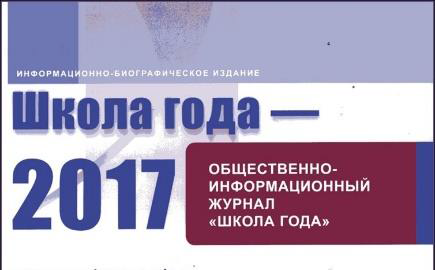 ИНФОРМАЦИОННО-БИОГРАФИЧЕСКОЕ ИЗДАНИЕ
Школа года —
2017
ОБЩЕСТВЕННО-
ИНФОРМАЦИОННЫЙ
ЖУРНАЛ
«ШКОЛА ГОДА»